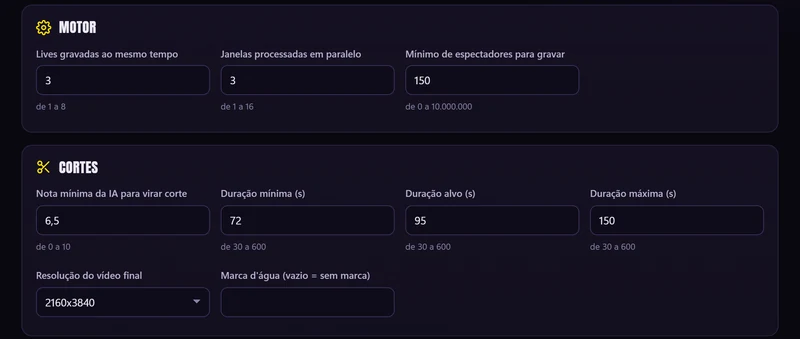 MOTOR
Lives gravadas ao mesmo tempo
Janelas processadas em paralelo
Mínimo de espectadores para gravar
3
3
150
de 1 a 8
de 1 a 16
de 0 a 10.000.000
CORTES
Nota mínima da IA para virar corte
Duração mínima (s)
Duração alvo (s)
Duração máxima (s)
6,5
72
95
150
de 0 a 10
de 30 a 600
de 30 a 600
de 30 a 600
Resolução do vídeo final
Marca d'água (vazio = sem marca)
2160x3840